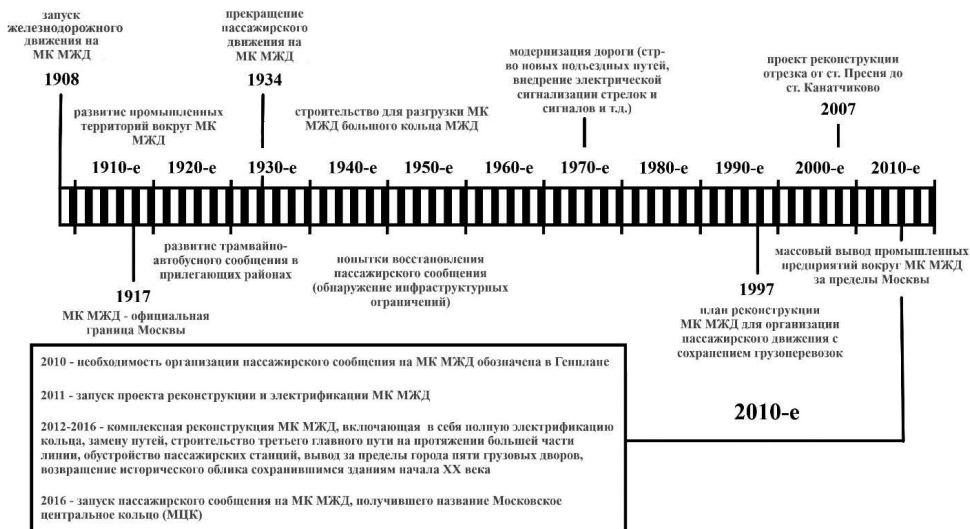 запуск
железнодорожного
движения на
МК МЖД
1908
прекращение
пассажирского
движения на
МК МЖД
1934
модернизация дороги (стр-
во новых подъездных путей,
внедрение электрической
сигнализации стрелок и
сигналов и т.д.)
проект реконструкции
отрезка от ст. Пресня до
ст. Канатчиково
2007
развитие промышленных
территорий вокруг МК
МЖД
строительство для разгрузки МК
МЖД большого кольца МЖД
1910-е 1920-е 1930-е 1940-е 1950-е 1960-е 1970-е 1980-е 1990-е 2000-е 2010-е
1917
МК МЖД - официальная
граница Москвы
развитие трамвайно-
автобусного сообщения в
прилегающих районах
попытки восстановления
пассажирского сообщения
(обнаружение инфраструктурных
ограничений)
1997
план реконструкции
МК МЖД для организации
пассажирского движения с
сохранением грузоперевозок
массовый вывод промышленных
предприятий вокруг МК МЖД
за пределы Москвы
2010-е
2010 - необходимость организации пассажирского сообщения на МК МЖД обозначена в Генплане
2011 - запуск проекта реконструкции и электрификации МК МЖД
2012-2016 - комплексная реконструкция МК МЖД, включающая в себя полную электрификацию
кольца, замену путей, строительство третьего главного пути на протяжении большей части
линии, обустройство пассажирских станций, вывод за пределы города пяти грузовых дворов,
возвращение исторического облика сохранившимся зданиям начала XX века
2016 - запуск пассажирского сообщения на МК МЖД, получившего название Московское
центральное кольцо (МЦК)